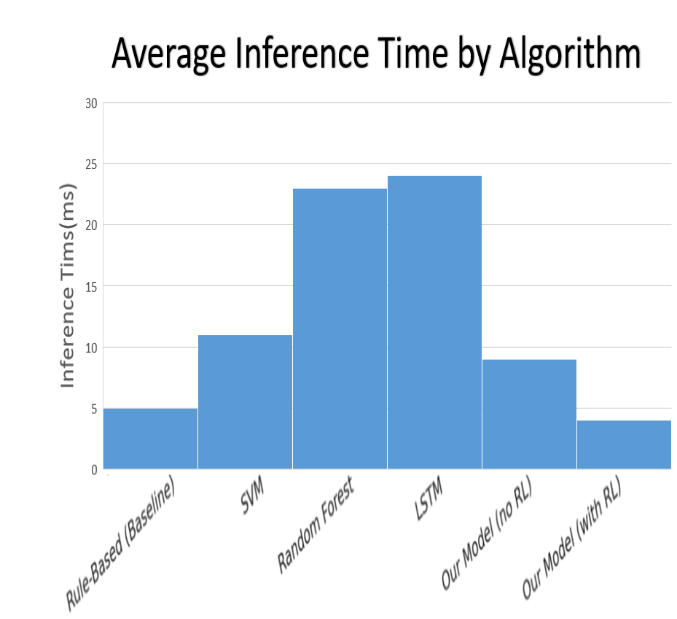 Average Inference Time by Algorithm
30
25
20
15
10
5
0
Inference Tims(ms)
Rule-Based (Baseline)
SVM
Random Forest
LSTM
Our Model (no RL)
Our Model (with RL)